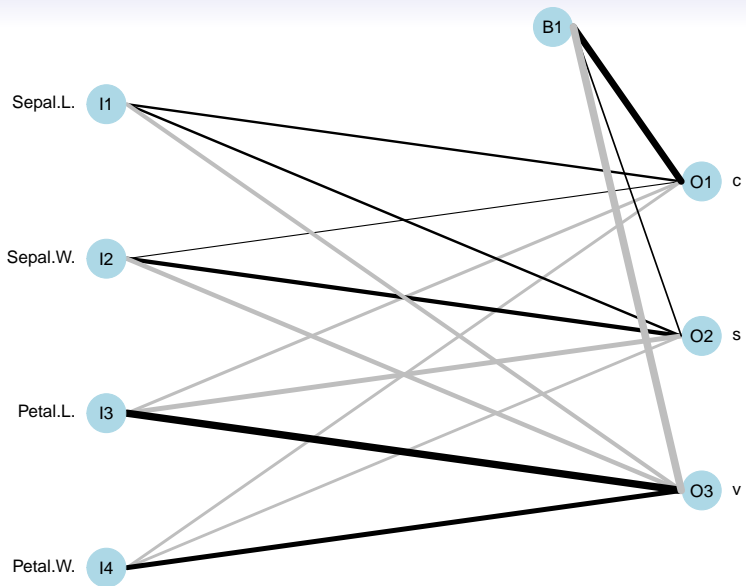 B1
Sepal.L. I1
O1 c
Sepal.W. I2
O2 s
Petal.L. I3
O3 v
Petal.W. I4